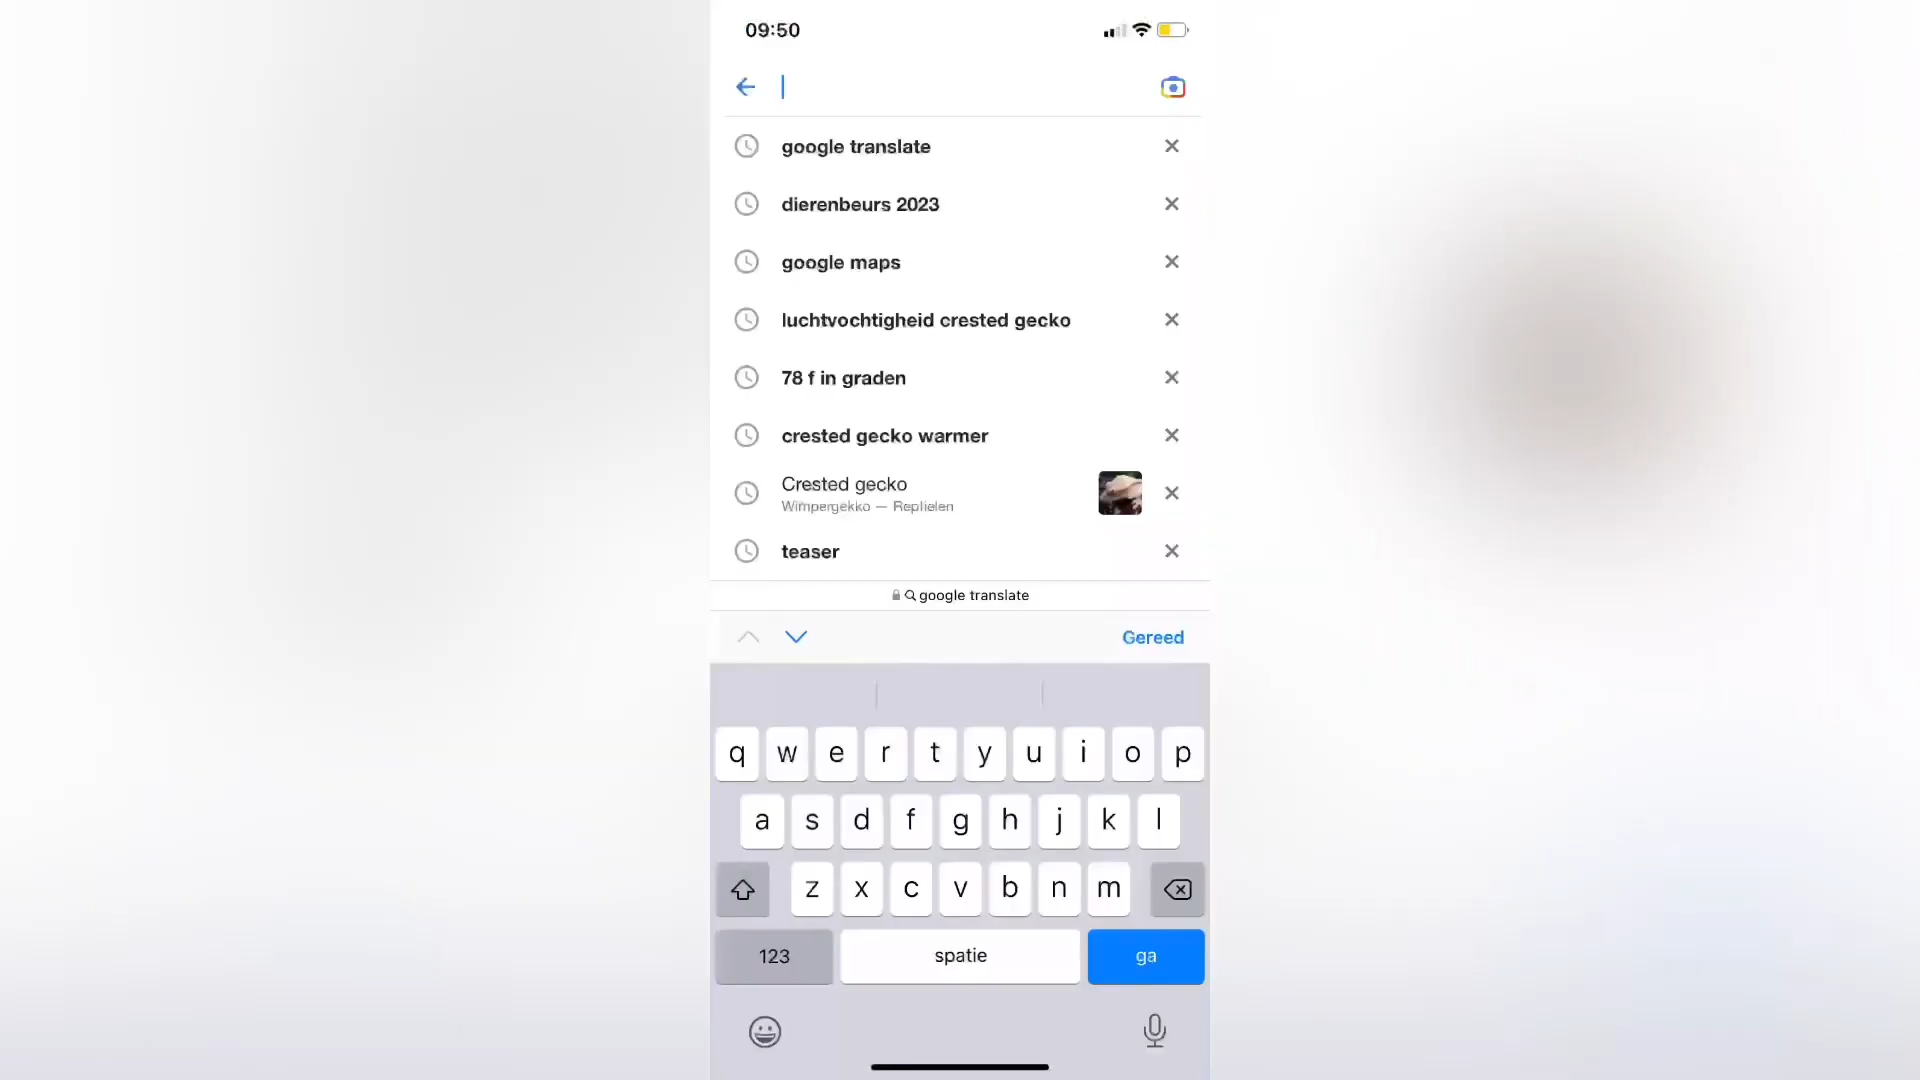 09:50
google translate
dierenbeurs 2023
google maps
luchtvochtigheid crested gecko
78 f in graden
crested gecko warmer
Crested gecko
Wimpergekko — Reptielen
teaser
google translate
Gereed
q w e r t y u i o p
a s d f g h j k l
z x c v b n m
123 spatie ga